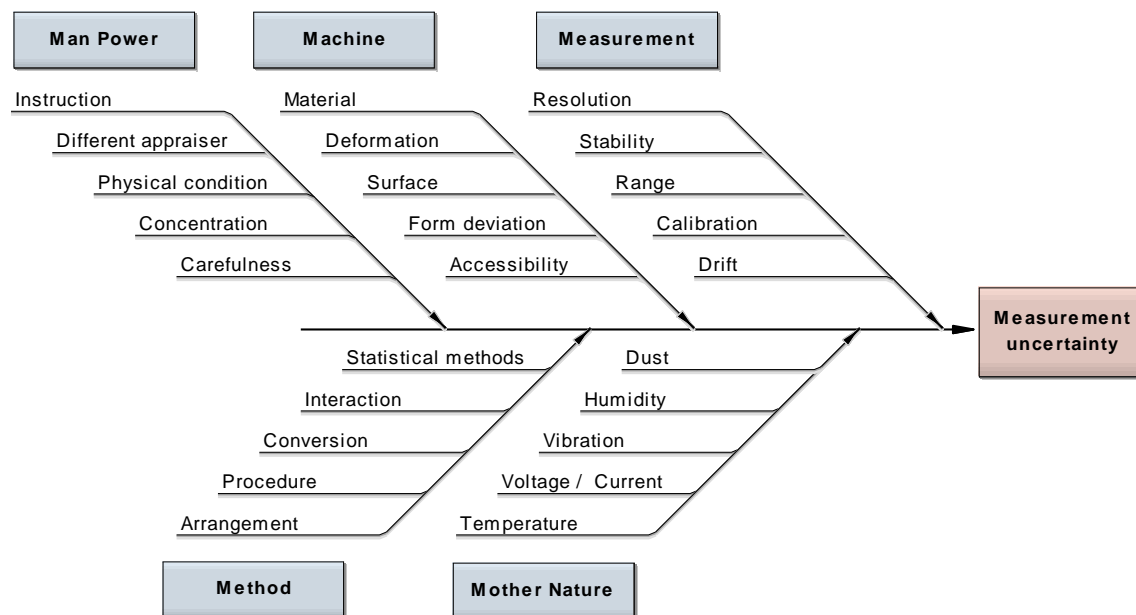 Man Power
Machine
Measurement
Instruction
Material
Resolution
Different appraiser
Deformation
Stability
Physical condition
Surface
Range
Concentration
Form deviation
Calibration
Carefulness
Accessibility
Drift
Measurement
uncertainty
Statistical methods
Dust
Interaction
Humidity
Conversion
Vibration
Procedure
Voltage / Current
Arrangement
Temperature
Method
Mother Nature